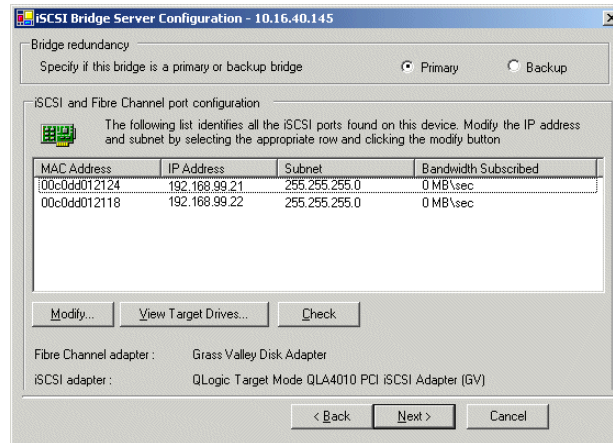 iSCSI Bridge Server Configuration - 10.16.40.145
Bridge redundancy
Specify if this bridge is a primary or backup bridge Primary Backup
iSCSI and Fibre Channel port configuration
The following list identifies all the iSCSI ports found on this device. Modify the IP address
and subnet by selecting the appropriate row and clicking the modify button
MAC Address IP Address Subnet Bandwidth Subscribed
00c0dd012124 192.168.99.21 255.255.255.0 0 MB\sec
00c0dd012118 192.168.99.22 255.255.255.0 0 MB\sec
Modify... View Target Drives... Check
Fibre Channel adapter : Grass Valley Disk Adapter
iSCSI adapter : QLogic Target Mode QLA4010 PCI iSCSI Adapter (GV)
< Back Next > Cancel